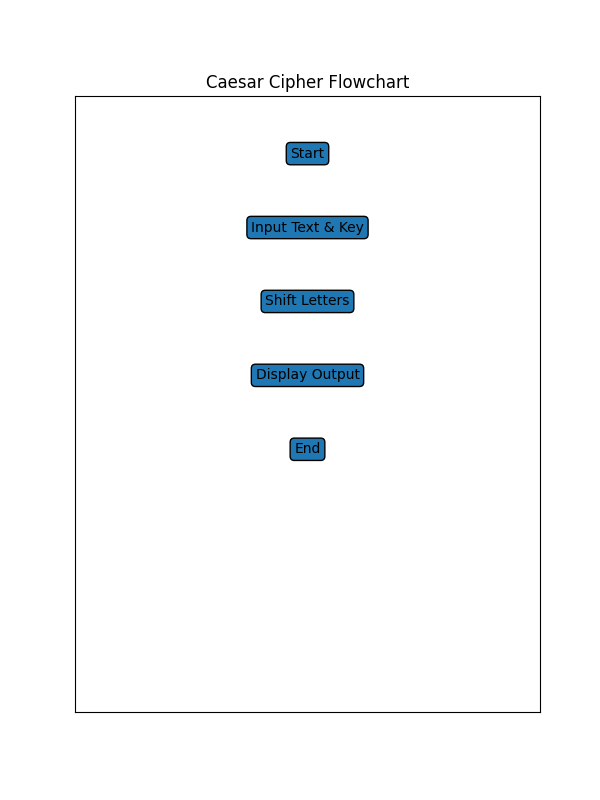 Caesar Cipher Flowchart
Start
Input Text & Key
Shift Letters
Display Output
End